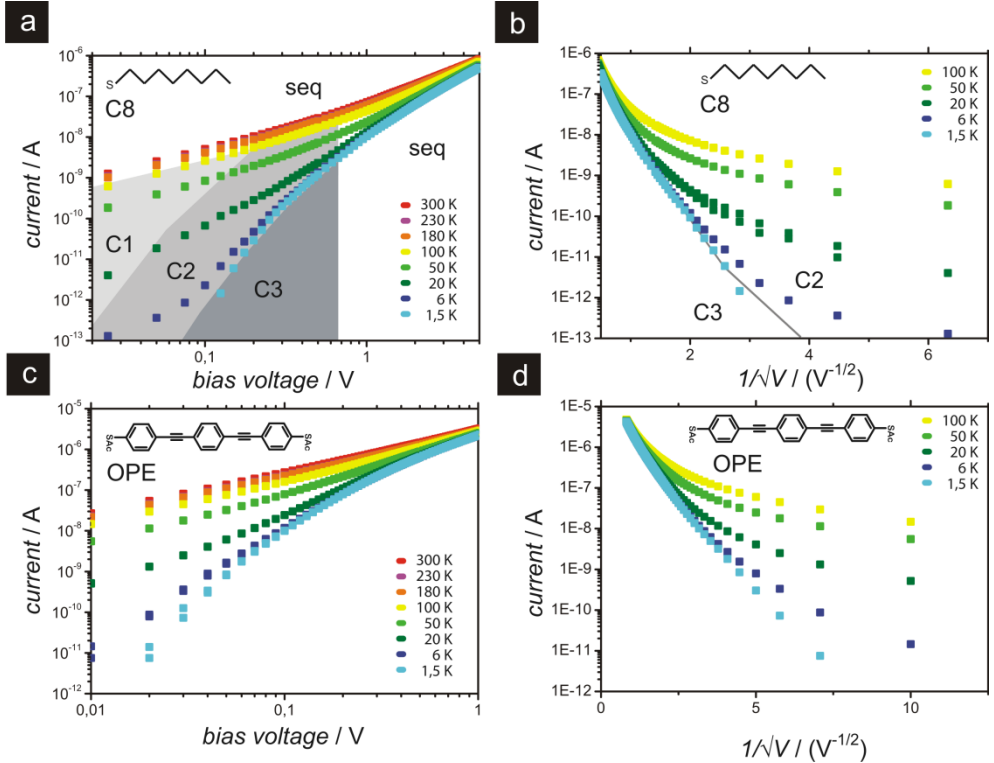 a
10⁻⁶
10⁻⁷
10⁻⁸
10⁻⁹
10⁻¹⁰
10⁻¹¹
10⁻¹²
10⁻¹³
current / A
S
C8
seq
seq
C1
C2
C3
300 K
230 K
180 K
100 K
50 K
20 K
6 K
1,5 K
0,1
1
bias voltage / V
b
1E-6
1E-7
1E-8
1E-9
1E-10
1E-11
1E-12
1E-13
current / A
S
C8
100 K
50 K
20 K
6 K
1,5 K
C2
C3
2
4
6
1/√V / (V⁻¹/²)
c
10⁻⁵
10⁻⁶
10⁻⁷
10⁻⁸
10⁻⁹
10⁻¹⁰
10⁻¹¹
10⁻¹²
current / A
SAc
SAc
OPE
300 K
230 K
180 K
100 K
50 K
20 K
6 K
1,5 K
0,01
0,1
1
bias voltage / V
d
1E-5
1E-6
1E-7
1E-8
1E-9
1E-10
1E-11
1E-12
current / A
SAc
SAc
OPE
100 K
50 K
20 K
6 K
1,5 K
0
5
10
1/√V / (V⁻¹/²)